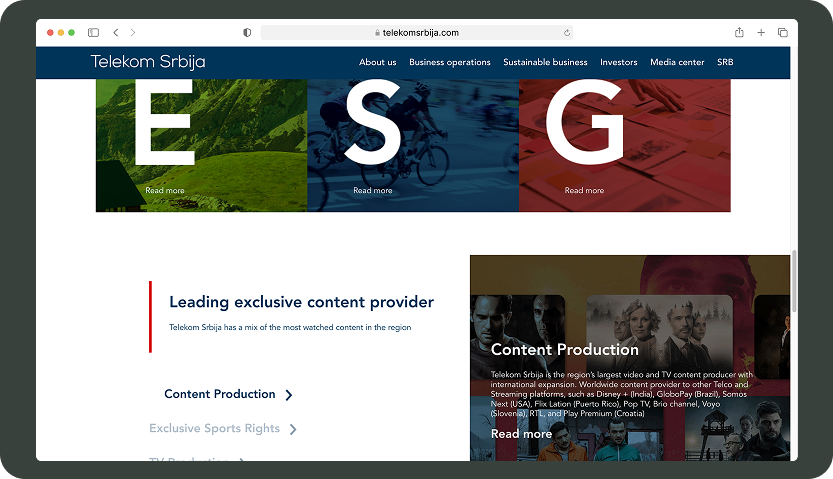 telekomsrbija.com
Telekom Srbija
About us Business operations Sustainable business Investors Media center SRB
E S G
Read more Read more Read more
Leading exclusive content provider
Telekom Srbija has a mix of the most watched content in the region
Content Production
Exclusive Sports Rights
TV Production
Content Production
Telekom Srbija is the region's largest video and TV content producer with
international expansion. Worldwide content provider to other Telco and
Streaming platforms, such as Disney + (India), GloboPay (Brazil), Somos
Next (USA), Flix Lation (Puerto Rico), Pop TV, Brio channel, Voyo
(Slovenia), RTL, and Play Premium (Croatia)
Read more